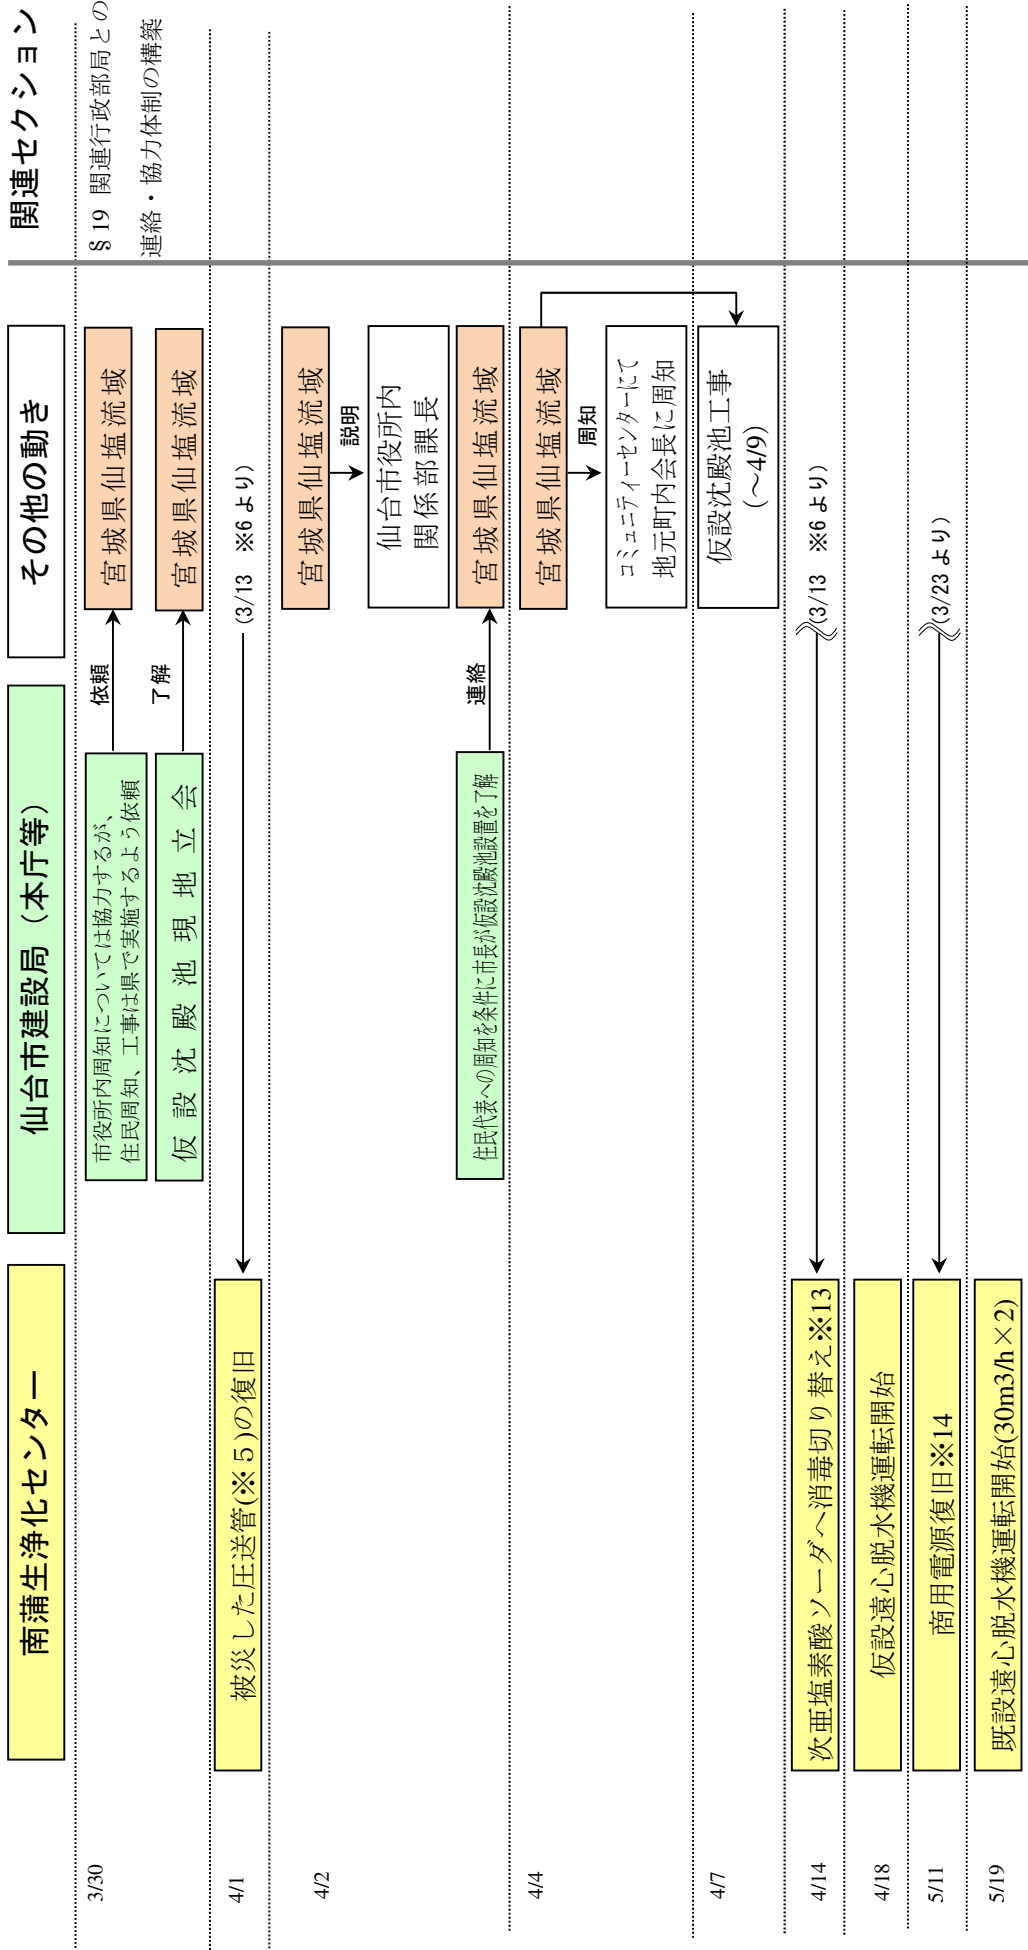 南蒲生浄化センター
仙台市建設局（本庁等）
その他の動き
関連セクション
3/30
市役所内周知については協力するが、
住民周知、工事は県で実施するよう依頼
依頼
宮城県仙塩流域
§19 関連行政部局との
連絡・協力体制の構築
仮設沈殿池現地立会
了解
宮城県仙塩流域
4/1
被災した圧送管(※５)の復旧
(3/13 ※6より)
4/2
宮城県仙塩流域
説明
仙台市役所内
関係部課長
住民代表への周知を条件に市長が仮設沈殿池設置を了解
連絡
宮城県仙塩流域
4/4
宮城県仙塩流域
周知
コミュニティーセンターにて
地元町内会長に周知
4/7
仮設沈殿池工事
(～4/9)
4/14
次亜塩素酸ソーダへ消毒切り替え※13
(3/13 ※6より)
4/18
仮設遠心脱水機運転開始
5/11
商用電源復旧※14
(3/23より)
5/19
既設遠心脱水機運転開始(30m3/h×2)